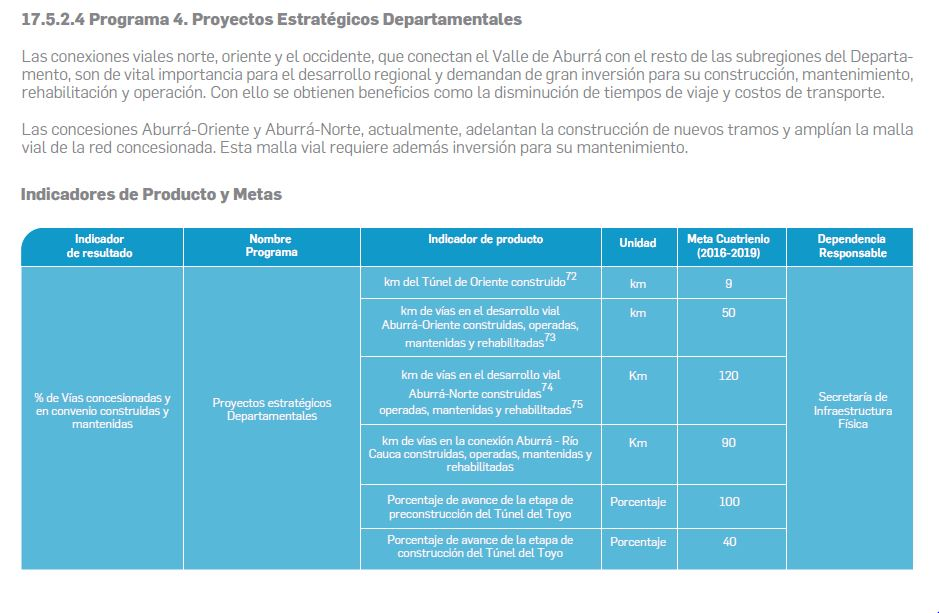 17.5.2.4 Programa 4. Proyectos Estratégicos Departamentales
Las conexiones viales norte, oriente y el occidente, que conectan el Valle de Aburrá con el resto de las subregiones del Departa-
mento, son de vital importancia para el desarrollo regional y demandan de gran inversión para su construcción, mantenimiento,
rehabilitación y operación. Con ello se obtienen beneficios como la disminución de tiempos de viaje y costos de transporte.
Las concesiones Aburrá-Oriente y Aburrá-Norte, actualmente, adelantan la construcción de nuevos tramos y amplían la malla
vial de la red concesionada. Esta malla vial requiere además inversión para su mantenimiento.
Indicadores de Producto y Metas
Indicador
de resultado
Nombre
Programa
Indicador de producto
Unidad
Meta Cuatrienio
(2016-2019)
Dependencia
Responsable
% de Vías concesionadas y
en convenio construidas y
mantenidas
Proyectos estratégicos
Departamentales
km del Túnel de Oriente construido72
km
9
km de vías en el desarrollo vial
Aburrá-Oriente construidas, operadas,
mantenidas y rehabilitadas73
km
50
km de vías en el desarrollo vial
Aburrá-Norte construidas74
operadas, mantenidas y rehabilitadas75
Km
120
km de vías en la conexión Aburrá - Río
Cauca construidas, operadas, mantenidas y
rehabilitadas
Km
90
Porcentaje de avance de la etapa de
preconstrucción del Túnel del Toyo
Porcentaje
100
Porcentaje de avance de la etapa de
construcción del Túnel del Toyo
Porcentaje
40
Secretaría de
Infraestructura
Física